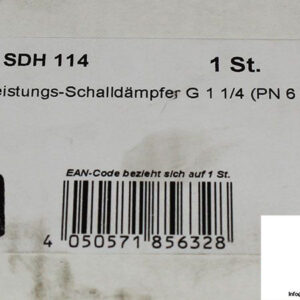 SDH 114 1 St.
eistungs-Schalldämpfer G 1 1/4 (PN 6
EAN-Code bezieht sich auf 1 St.
4 050571 856328